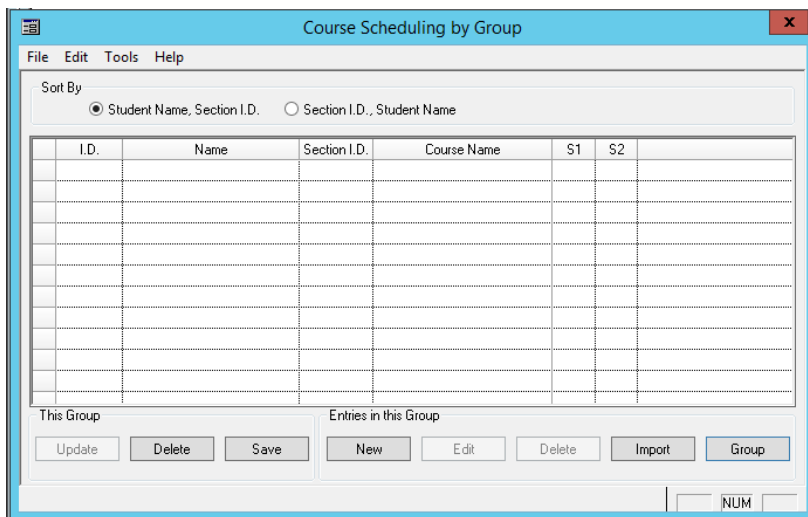 Course Scheduling by Group
x
File Edit Tools Help
Sort By
Student Name, Section I.D. Section I.D., Student Name
I.D. Name Section I.D. Course Name S1 S2
This Group Entries in this Group
Update Delete Save New Edit Delete Import Group
NUM